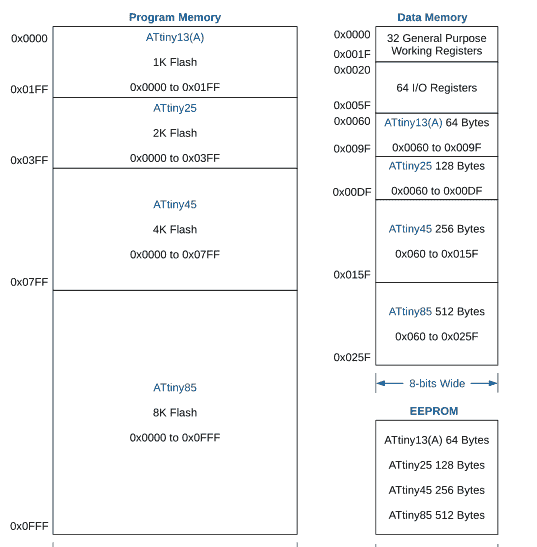 Program Memory
0x0000
ATtiny13(A)
1K Flash
0x0000 to 0x01FF
0x01FF
ATtiny25
2K Flash
0x0000 to 0x03FF
0x03FF
ATtiny45
4K Flash
0x0000 to 0x07FF
0x07FF
ATtiny85
8K Flash
0x0000 to 0x0FFF
0x0FFF
Data Memory
0x0000
32 General Purpose
Working Registers
0x001F
0x0020
64 I/O Registers
0x005F
0x0060
ATtiny13(A) 64 Bytes
0x0060 to 0x009F
0x009F
ATtiny25 128 Bytes
0x0060 to 0x00DF
0x00DF
ATtiny45 256 Bytes
0x060 to 0x015F
0x015F
ATtiny85 512 Bytes
0x060 to 0x025F
0x025F
8-bits Wide
EEPROM
ATtiny13(A) 64 Bytes
ATtiny25 128 Bytes
ATtiny45 256 Bytes
ATtiny85 512 Bytes